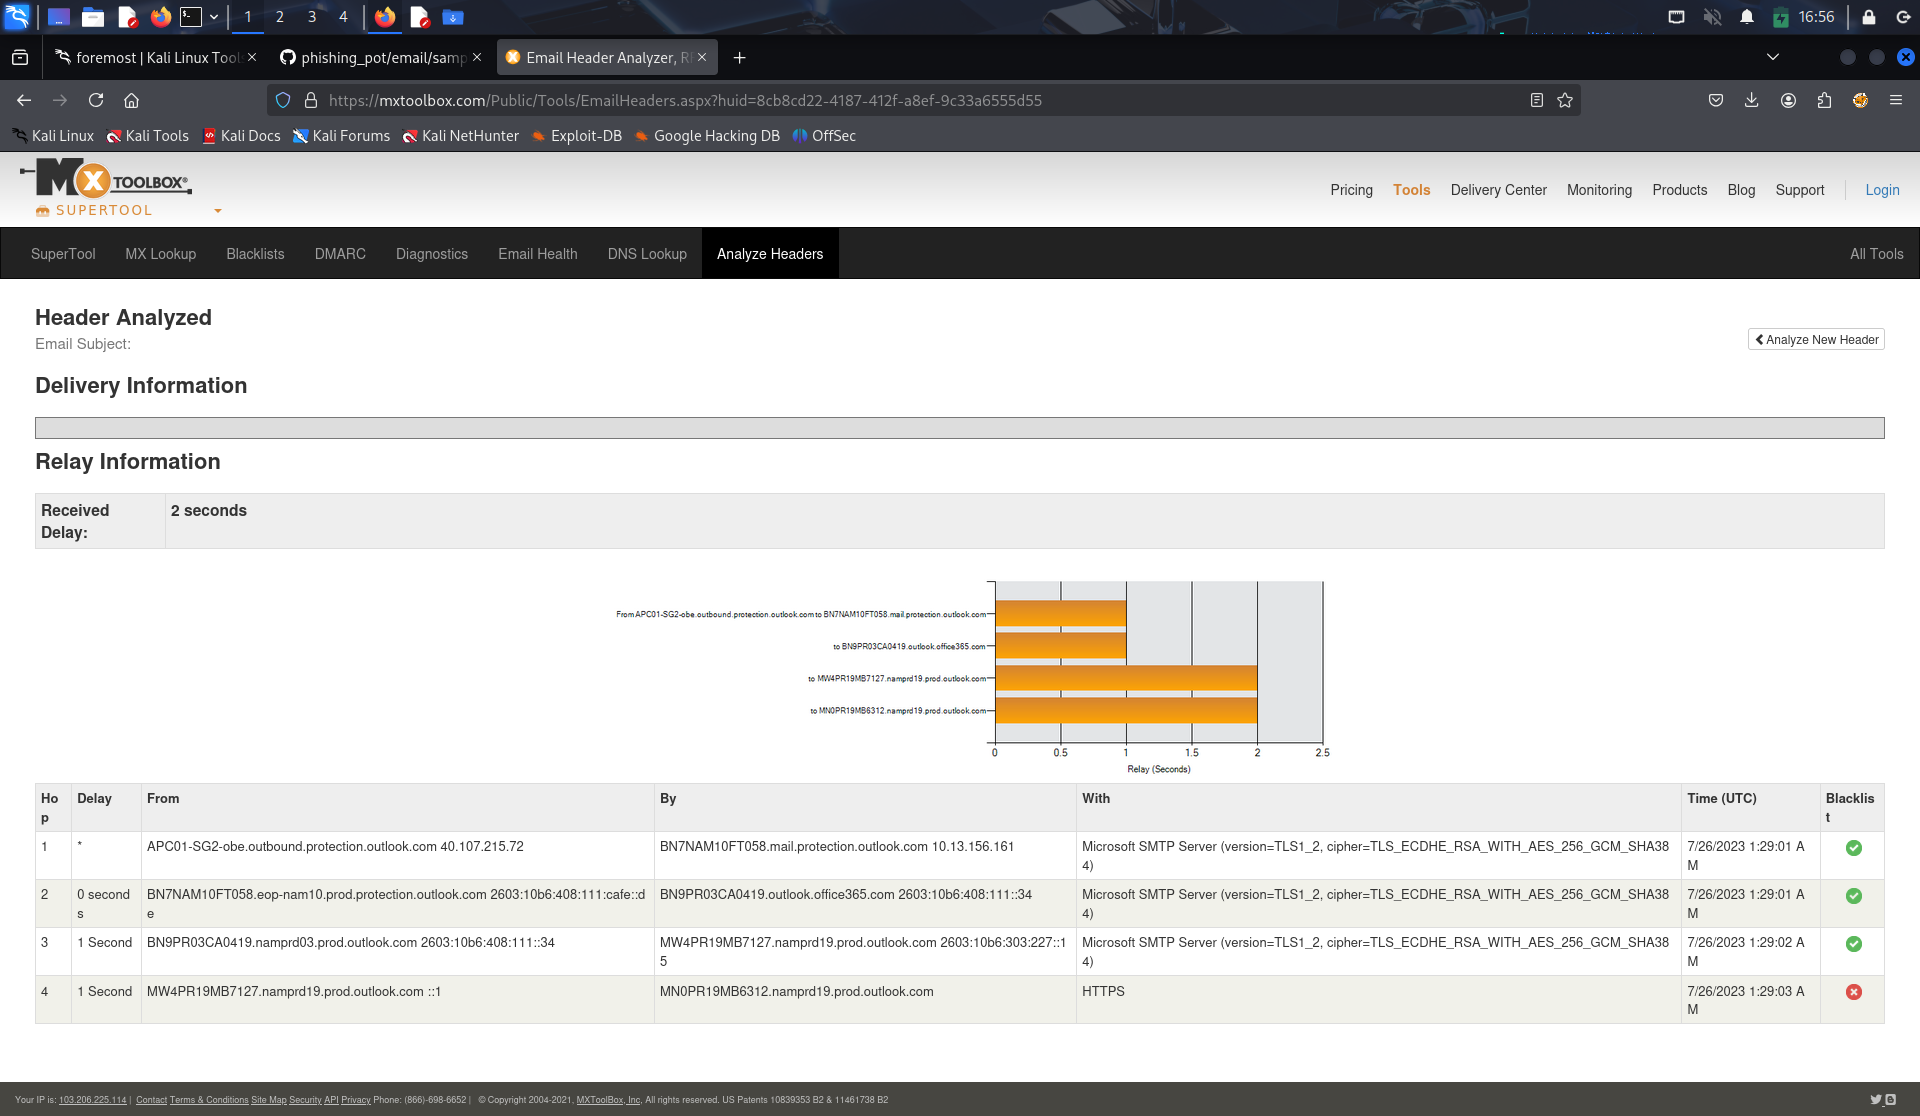 1 2 3 4 16:56
foremost | Kali Linux Tool
phishing_pot/email/samp
Email Header Analyzer, R
https://mxtoolbox.com/Public/Tools/EmailHeaders.aspx?huid=8cb8cd22-4187-412f-a8ef-9c33a6555d55
Kali Linux Kali Tools Kali Docs Kali Forums Kali NetHunter Exploit-DB Google Hacking DB OffSec
MX TOOLBOX®
SUPERTOOL
Pricing Tools Delivery Center Monitoring Products Blog Support Login
SuperTool MX Lookup Blacklists DMARC Diagnostics Email Health DNS Lookup Analyze Headers All Tools
Header Analyzed
Email Subject:
Analyze New Header
Delivery Information
Relay Information
Received
Delay:
2 seconds
From APC01-SG2-obe.outbound.protection.outlook.com to BN7NAM10FT058.mail.protection.outlook.com
to BN9PR03CA0419.outlook.office365.com
to MW4PR19MB7127.namprd19.prod.outlook.com
to MN0PR19MB6312.namprd19.prod.outlook.com
0 0.5 1 1.5 2 2.5
Relay (Seconds)
Ho
p
Delay
From
By
With
Time (UTC)
Blacklis
t
1
*
APC01-SG2-obe.outbound.protection.outlook.com 40.107.215.72
BN7NAM10FT058.mail.protection.outlook.com 10.13.156.161
Microsoft SMTP Server (version=TLS1_2, cipher=TLS_ECDHE_RSA_WITH_AES_256_GCM_SHA38
4)
7/26/2023 1:29:01 A
M
2
0 second
s
BN7NAM10FT058.eop-nam10.prod.protection.outlook.com 2603:10b6:408:111:cafe::d
e
BN9PR03CA0419.outlook.office365.com 2603:10b6:408:111::34
Microsoft SMTP Server (version=TLS1_2, cipher=TLS_ECDHE_RSA_WITH_AES_256_GCM_SHA38
4)
7/26/2023 1:29:01 A
M
3
1 Second
BN9PR03CA0419.namprd03.prod.outlook.com 2603:10b6:408:111::34
MW4PR19MB7127.namprd19.prod.outlook.com 2603:10b6:303:227::1
5
Microsoft SMTP Server (version=TLS1_2, cipher=TLS_ECDHE_RSA_WITH_AES_256_GCM_SHA38
4)
7/26/2023 1:29:02 A
M
4
1 Second
MW4PR19MB7127.namprd19.prod.outlook.com ::1
MN0PR19MB6312.namprd19.prod.outlook.com
HTTPS
7/26/2023 1:29:03 A
M
Your IP is: 103.206.225.114 | Contact Terms & Conditions Site Map Security API Privacy Phone: (866)-698-6652 | © Copyright 2004-2021, MXToolBox, Inc, All rights reserved. US Patents 10839353 B2 & 11461738 B2